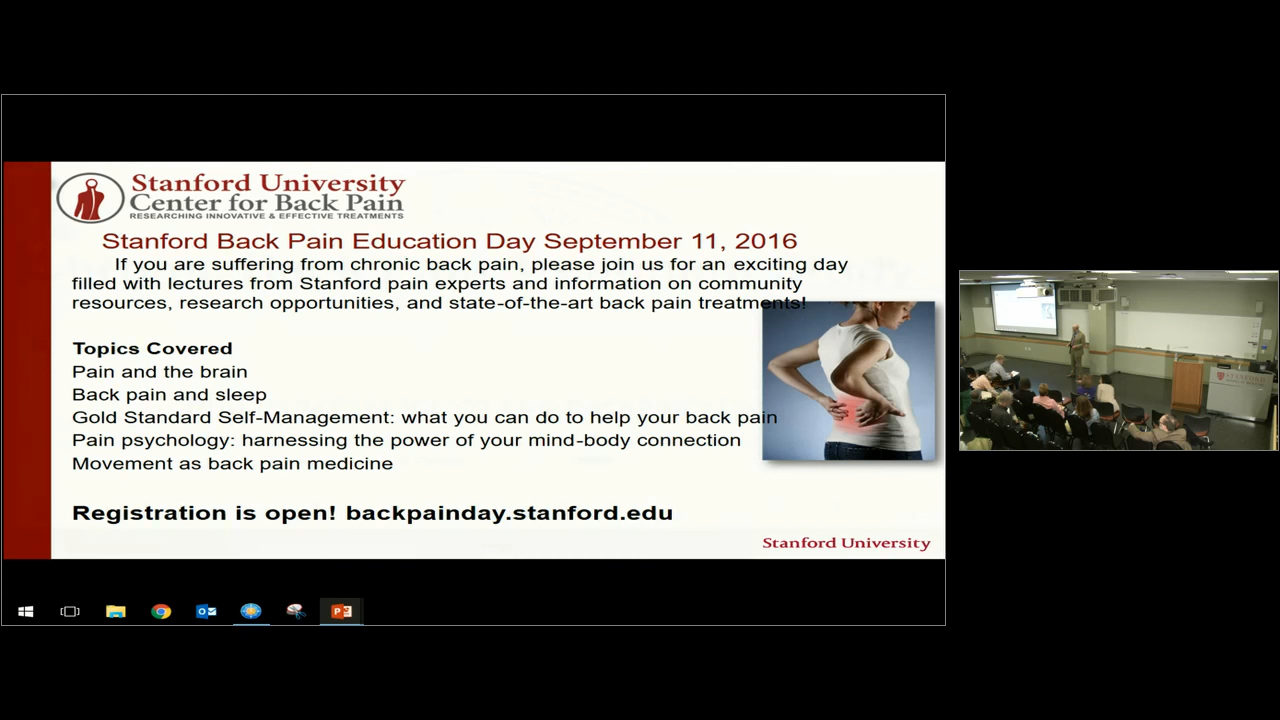 Stanford University
Center for Back Pain
RESEARCHING INNOVATIVE & EFFECTIVE TREATMENTS
Stanford Back Pain Education Day September 11, 2016
If you are suffering from chronic back pain, please join us for an exciting day
filled with lectures from Stanford pain experts and information on community
resources, research opportunities, and state-of-the-art back pain treatments!
Topics Covered
Pain and the brain
Back pain and sleep
Gold Standard Self-Management: what you can do to help your back pain
Pain psychology: harnessing the power of your mind-body connection
Movement as back pain medicine
Registration is open! backpainday.stanford.edu
Stanford University
STANFORD